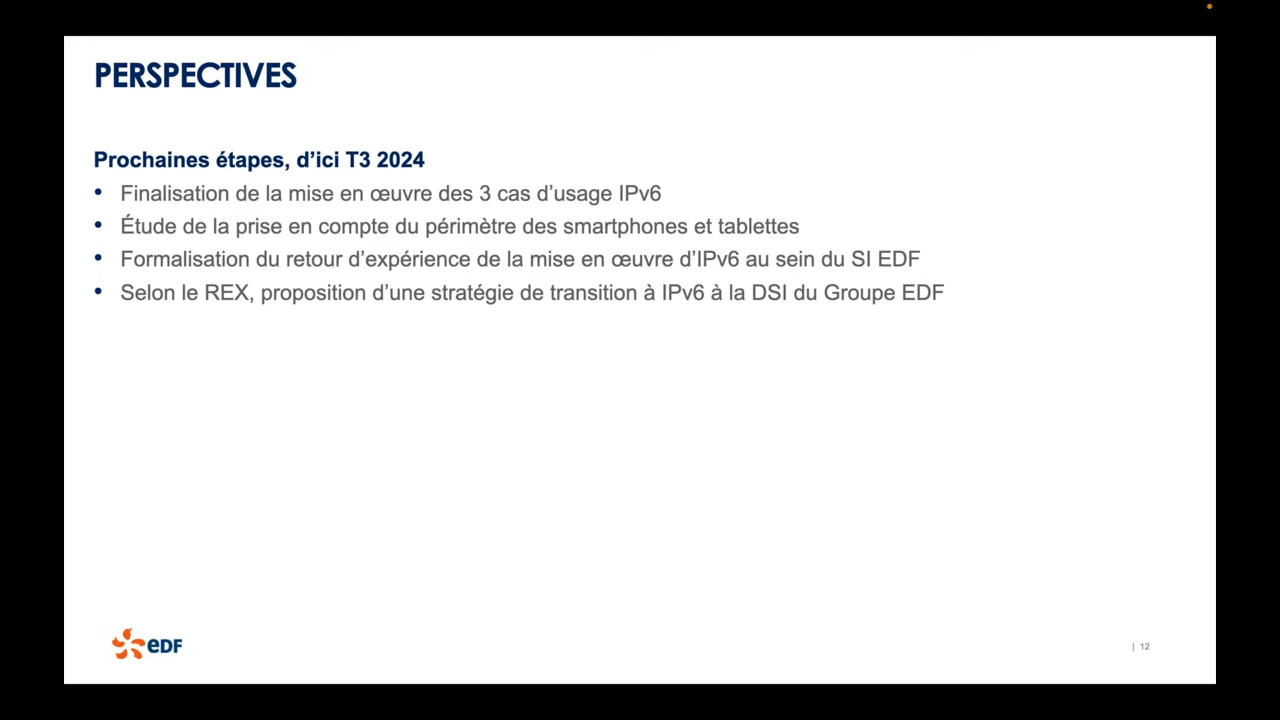 PERSPECTIVES
Prochaines étapes, d’ici T3 2024
• Finalisation de la mise en œuvre des 3 cas d’usage IPv6
• Étude de la prise en compte du périmètre des smartphones et tablettes
• Formalisation du retour d’expérience de la mise en œuvre d’IPv6 au sein du SI EDF
• Selon le REX, proposition d’une stratégie de transition à IPv6 à la DSI du Groupe EDF
eDF
| 12